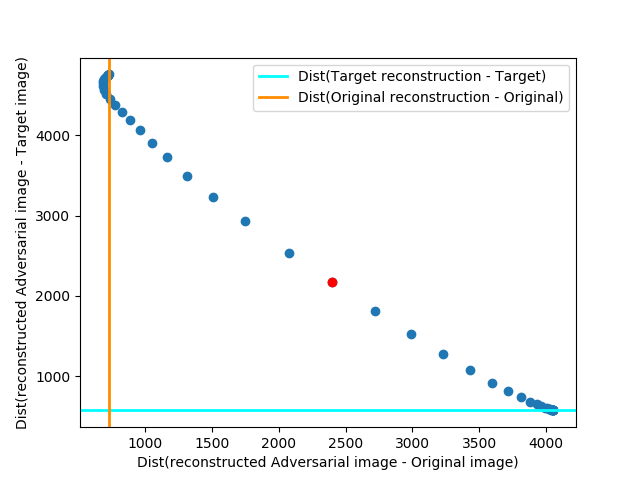 Dist(Target reconstruction - Target)
Dist(Original reconstruction - Original)
Dist(reconstructed Adversarial image - Target image)
4000
3000
2000
1000
1000
1500
2000
2500
3000
3500
4000
Dist(reconstructed Adversarial image - Original image)